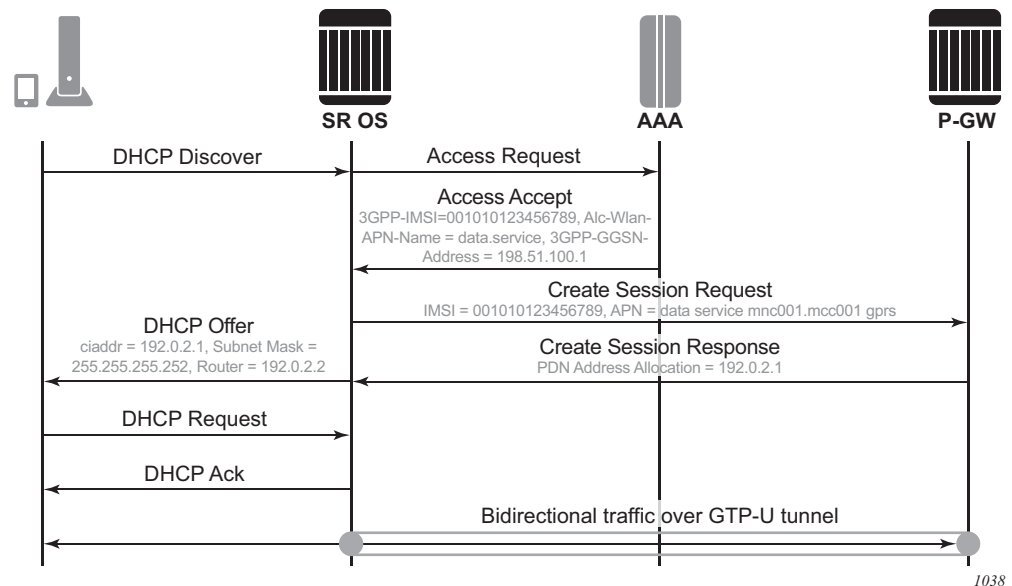 SR OS
AAA
P-GW
DHCP Discover
Access Request
Access Accept
3GPP-IMSI=001010123456789, Alc-Wlan-
APN-Name = data.service, 3GPP-GGSN-
Address = 198.51.100.1
Create Session Request
IMSI = 001010123456789, APN = data service mnc001.mcc001 gprs
DHCP Offer
ciaddr = 192.0.2.1, Subnet Mask =
255.255.255.252, Router = 192.0.2.2
Create Session Response
PDN Address Allocation = 192.0.2.1
DHCP Request
DHCP Ack
Bidirectional traffic over GTP-U tunnel
1038